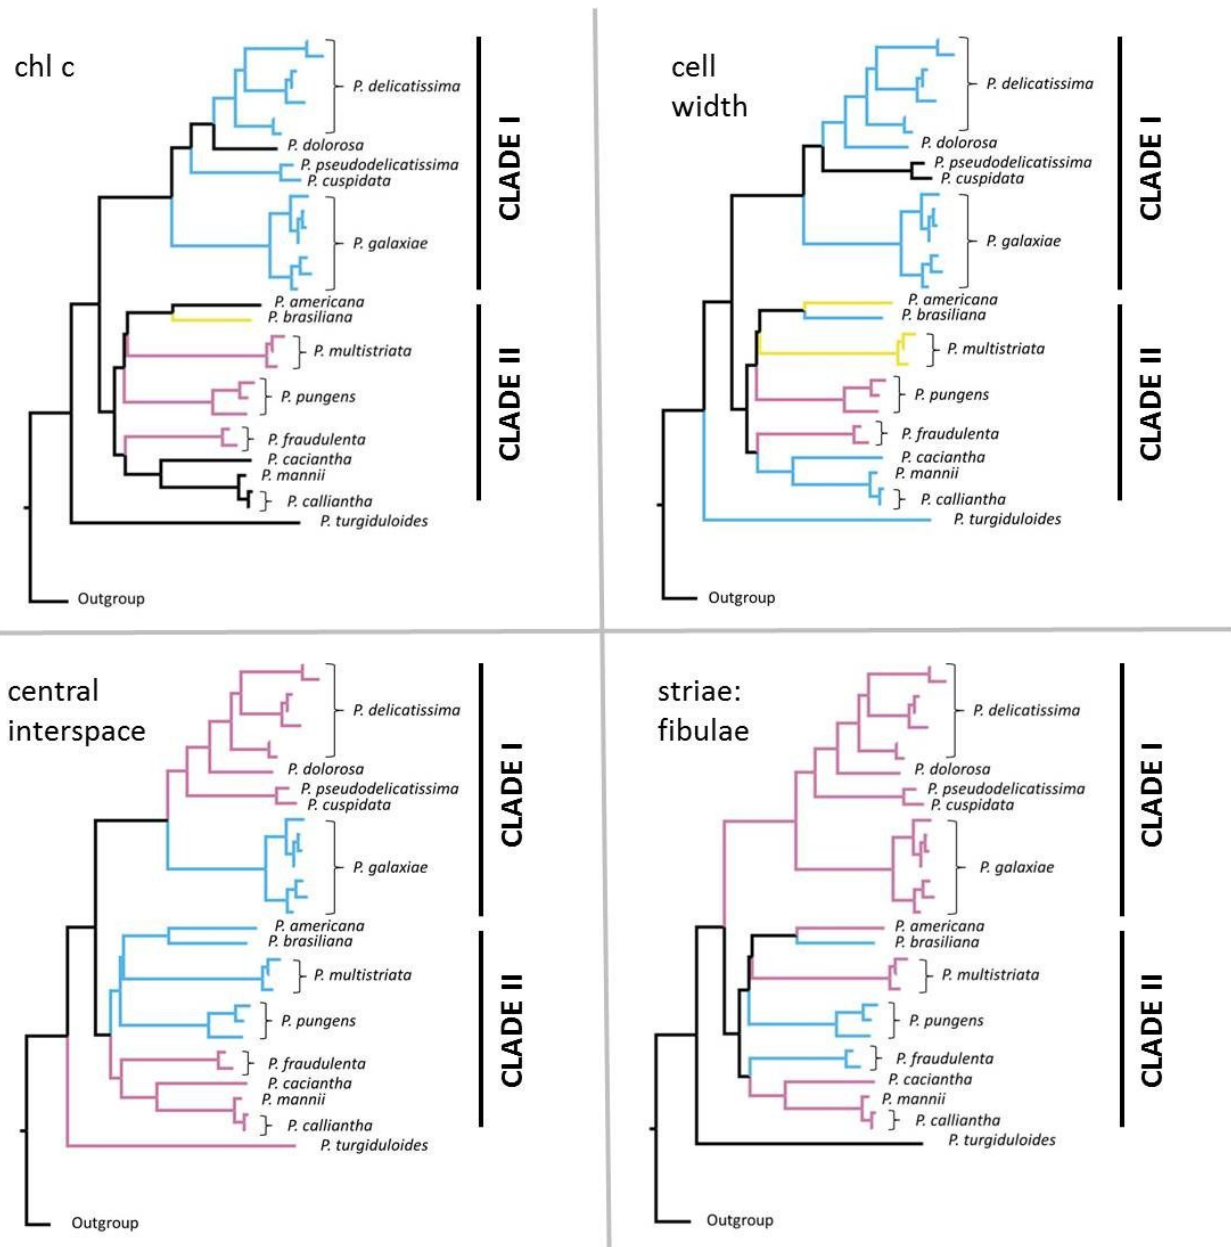 chl c
P. delicatissima
P. dolorosa
P. pseudodelicatissima
P. cuspidata
P. galaxiae
P. americana
P. brasiliana
P. multistriata
P. pungens
P. fraudulenta
P. caciantha
P. mannii
P. calliantha
P. turgiduloides
Outgroup
CLADE I
CLADE II
cell
width
P. delicatissima
P. dolorosa
P. pseudodelicatissima
P. cuspidata
P. galaxiae
P. americana
P. brasiliana
P. multistriata
P. pungens
P. fraudulenta
P. caciantha
P. mannii
P. calliantha
P. turgiduloides
Outgroup
CLADE I
CLADE II
central
interspace
P. delicatissima
P. dolorosa
P. pseudodelicatissima
P. cuspidata
P. galaxiae
P. americana
P. brasiliana
P. multistriata
P. pungens
P. fraudulenta
P. caciantha
P. mannii
P. calliantha
P. turgiduloides
Outgroup
CLADE I
CLADE II
striae:
fibulae
P. delicatissima
P. dolorosa
P. pseudodelicatissima
P. cuspidata
P. galaxiae
P. americana
P. brasiliana
P. multistriata
P. pungens
P. fraudulenta
P. caciantha
P. mannii
P. calliantha
P. turgiduloides
Outgroup
CLADE I
CLADE II